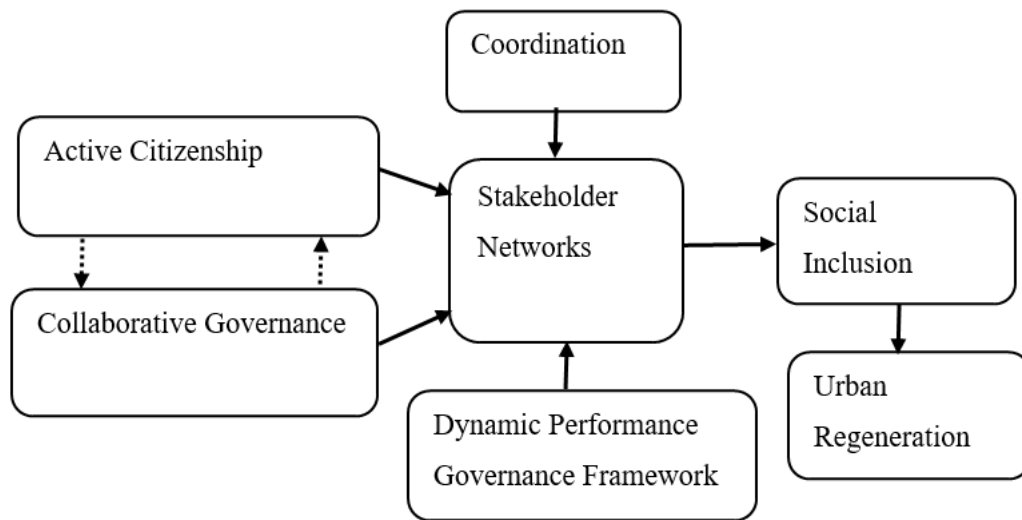 Coordination
Active Citizenship
Stakeholder
Networks
Social
Inclusion
Collaborative Governance
Urban
Regeneration
Dynamic Performance
Governance Framework